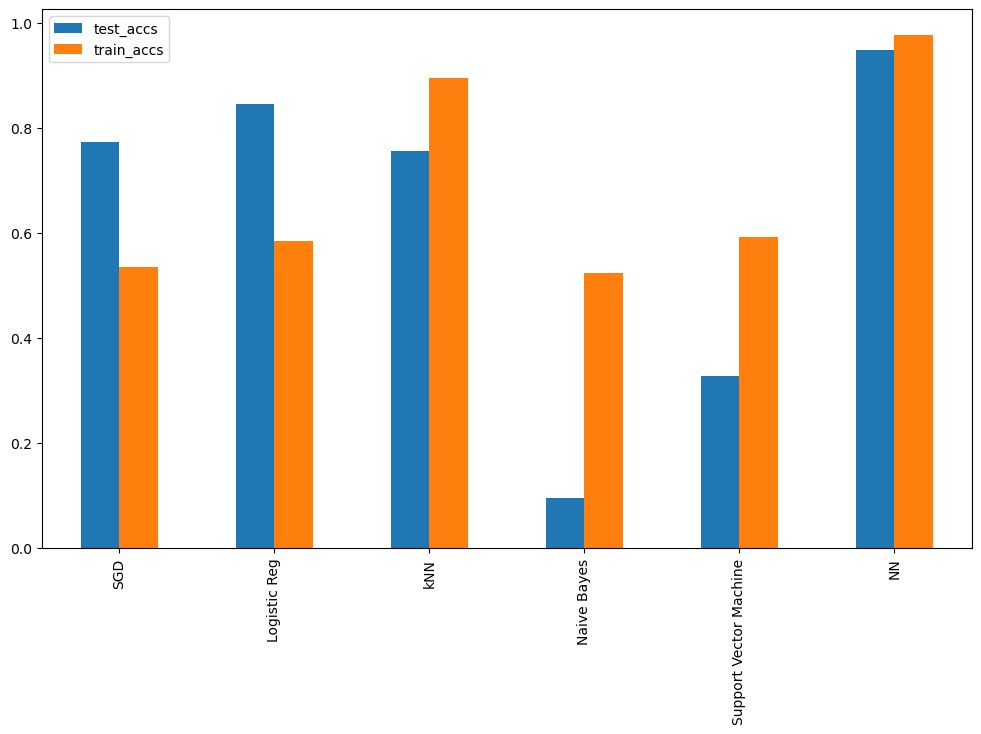 test_accs
train_accs
1.0
0.8
0.6
0.4
0.2
0.0
SGD
Logistic Reg
kNN
Naive Bayes
Support Vector Machine
NN